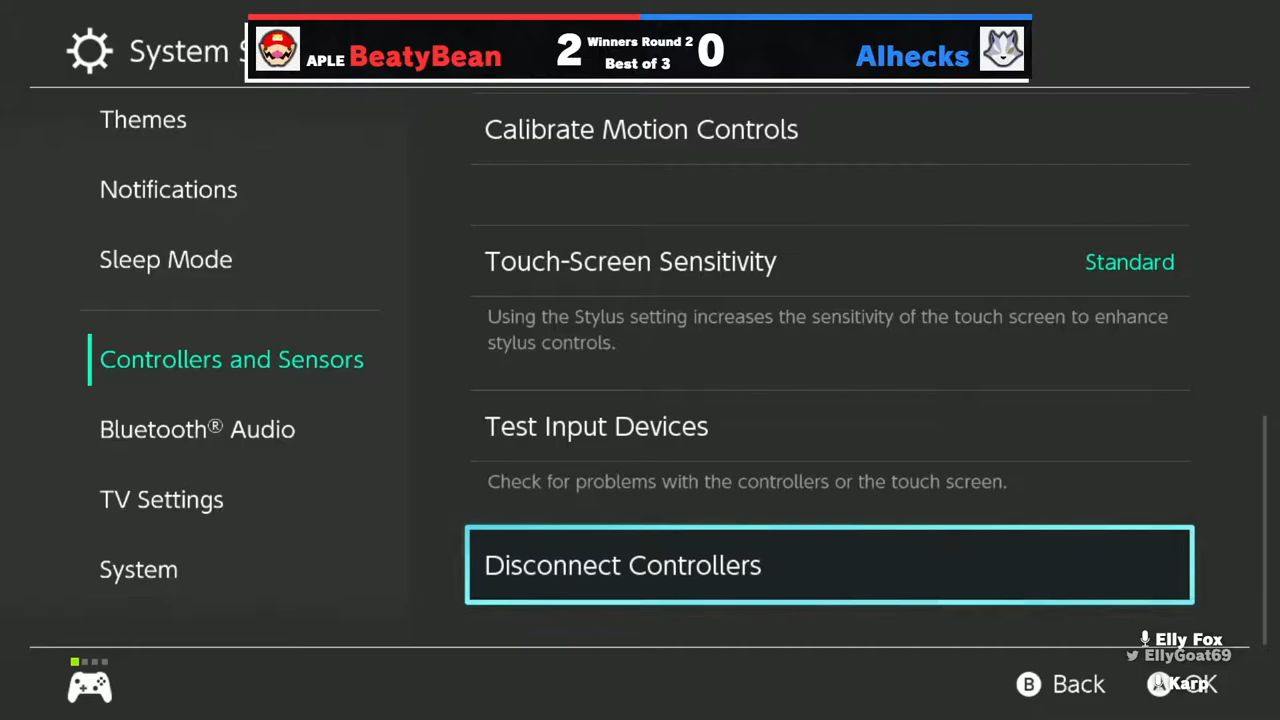 System S
APLE BeatyBean
2
Winners Round 2
Best of 3
0
Alhecks
Themes
Notifications
Sleep Mode
Controllers and Sensors
Bluetooth® Audio
TV Settings
System
Calibrate Motion Controls
Touch-Screen Sensitivity Standard
Using the Stylus setting increases the sensitivity of the touch screen to enhance
stylus controls.
Test Input Devices
Check for problems with the controllers or the touch screen.
Disconnect Controllers
Elly Fox
EllyGoat69
B Back
Karp
OK